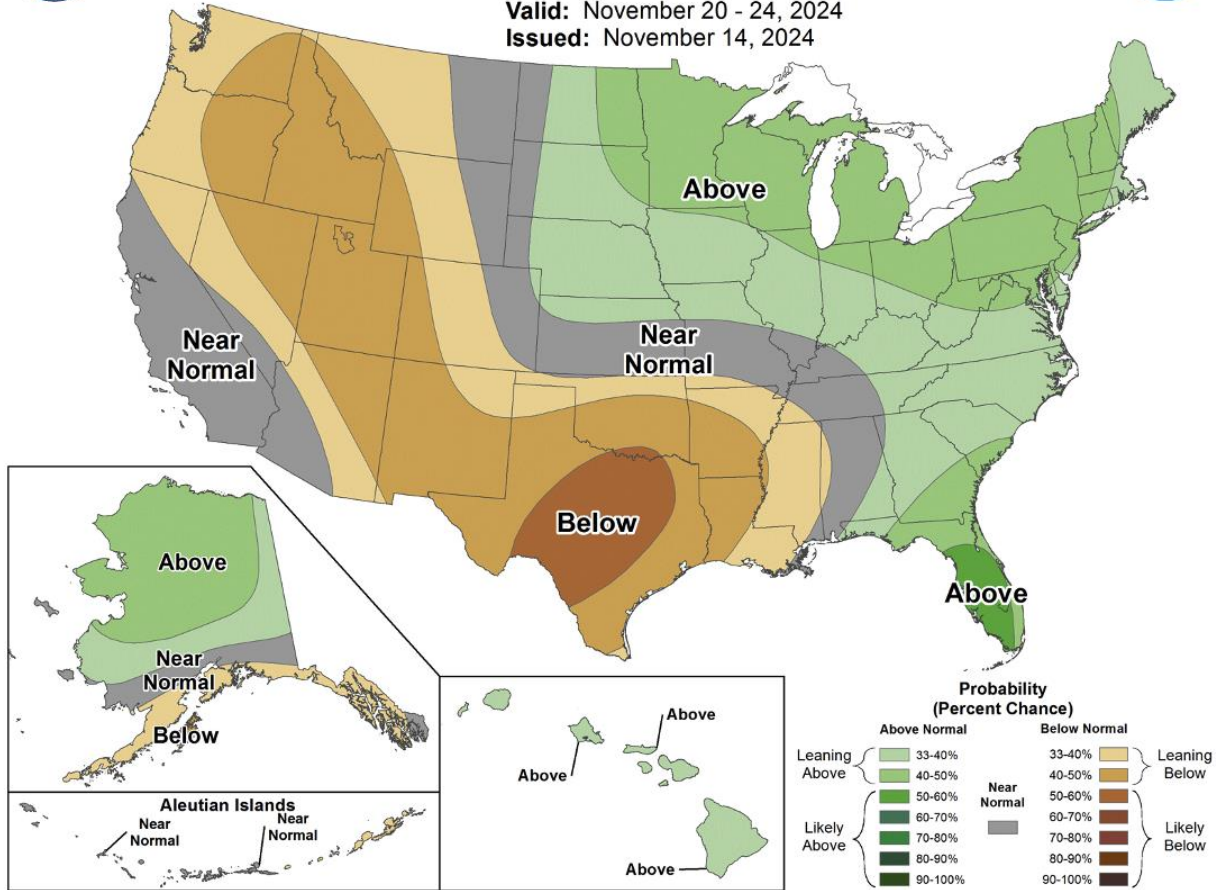 Valid: November 20 - 24, 2024
Issued: November 14, 2024
Above
Near
Normal
Near
Normal
Below
Above
Above
Near
Normal
Below
Aleutian Islands
Near
Normal
Near
Normal
Above
Above
Above
Probability
(Percent Chance)
Above Normal
Below Normal
Leaning
Above
33-40%
40-50%
Likely
Above
50-60%
60-70%
70-80%
80-90%
90-100%
Near
Normal
33-40%
40-50%
Leaning
Below
50-60%
60-70%
70-80%
80-90%
90-100%
Likely
Below